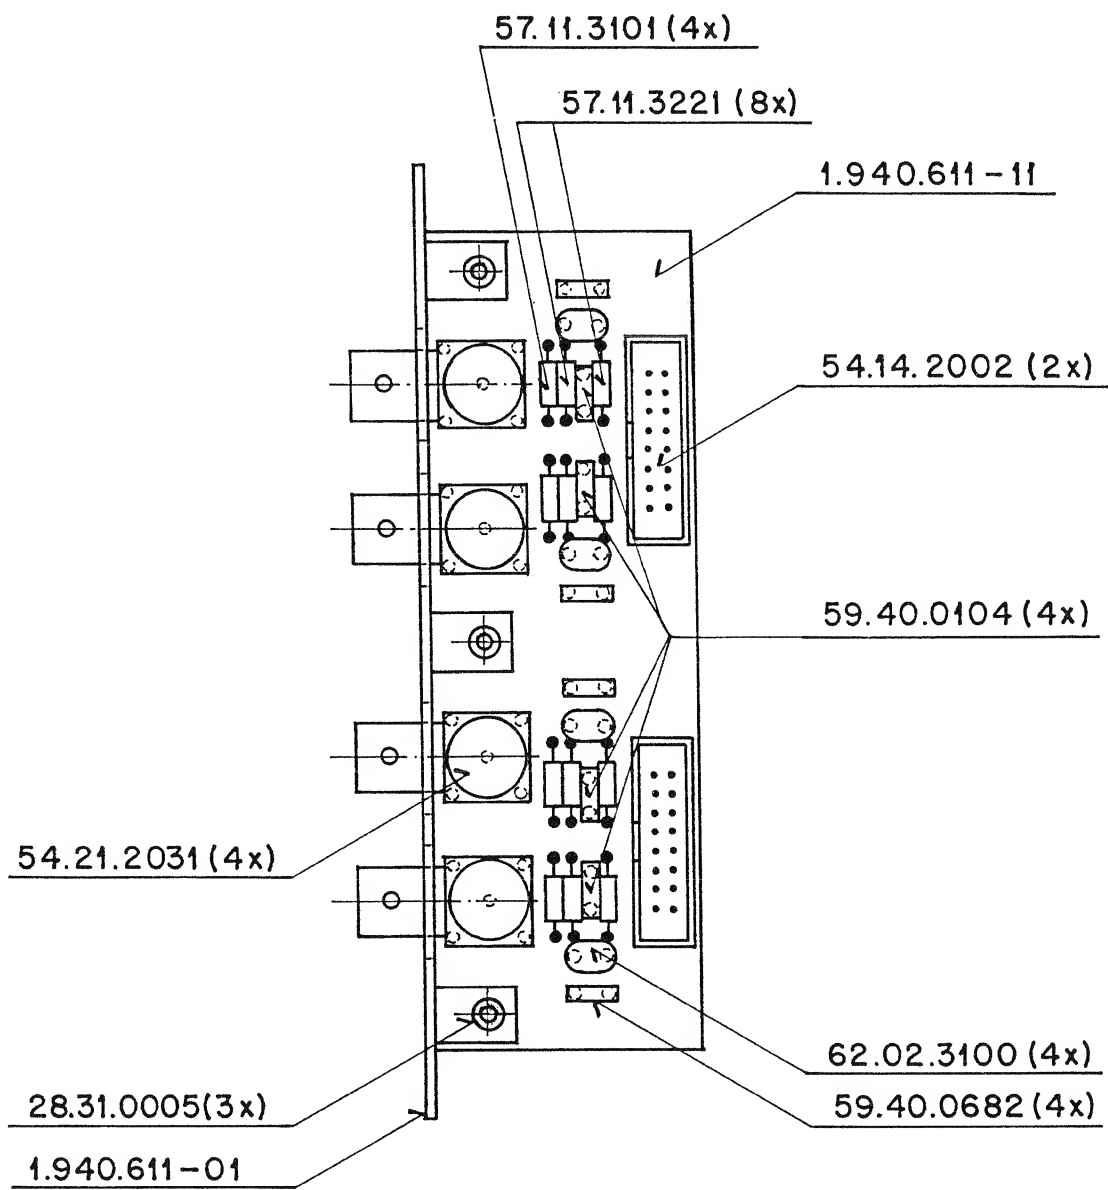 57.11.3101 (4x)
57.11.3221 (8x)
1.940.611-11
54.14.2002 (2x)
59.40.0104 (4x)
54.21.2031 (4x)
62.02.3100 (4x)
28.31.0005(3x)
59.40.0682 (4x)
1.940.611-01